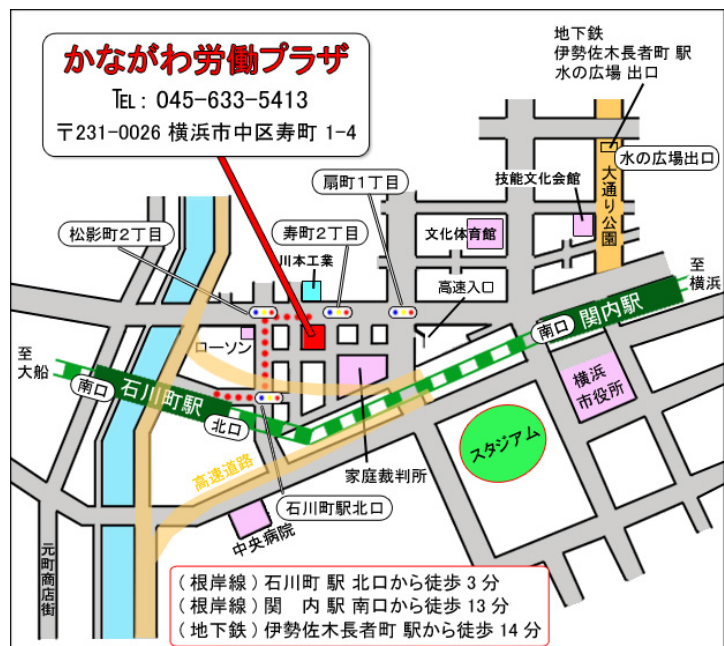 かながわ労働プラザ
TEL: 045-633-5413
〒231-0026 横浜市中区寿町 1-4
地下鉄
伊勢佐木長者町 駅
水の広場 出口
水の広場出口
大通り公園
技能文化会館
扇町1丁目
文化体育館
松影町2丁目
寿町2丁目
川本工業
高速入口
至
横浜
関内駅
南口
ローソン
至
大船
南口
石川町駅
北口
横浜
市役所
スタジアム
家庭裁判所
高速道路
石川町駅北口
中央病院
元町商店街
(根岸線)石川町 駅 北口から徒歩 3 分
(根岸線)関 内 駅 南口から徒歩 13 分
(地下鉄)伊勢佐木長者町 駅から徒歩 14 分